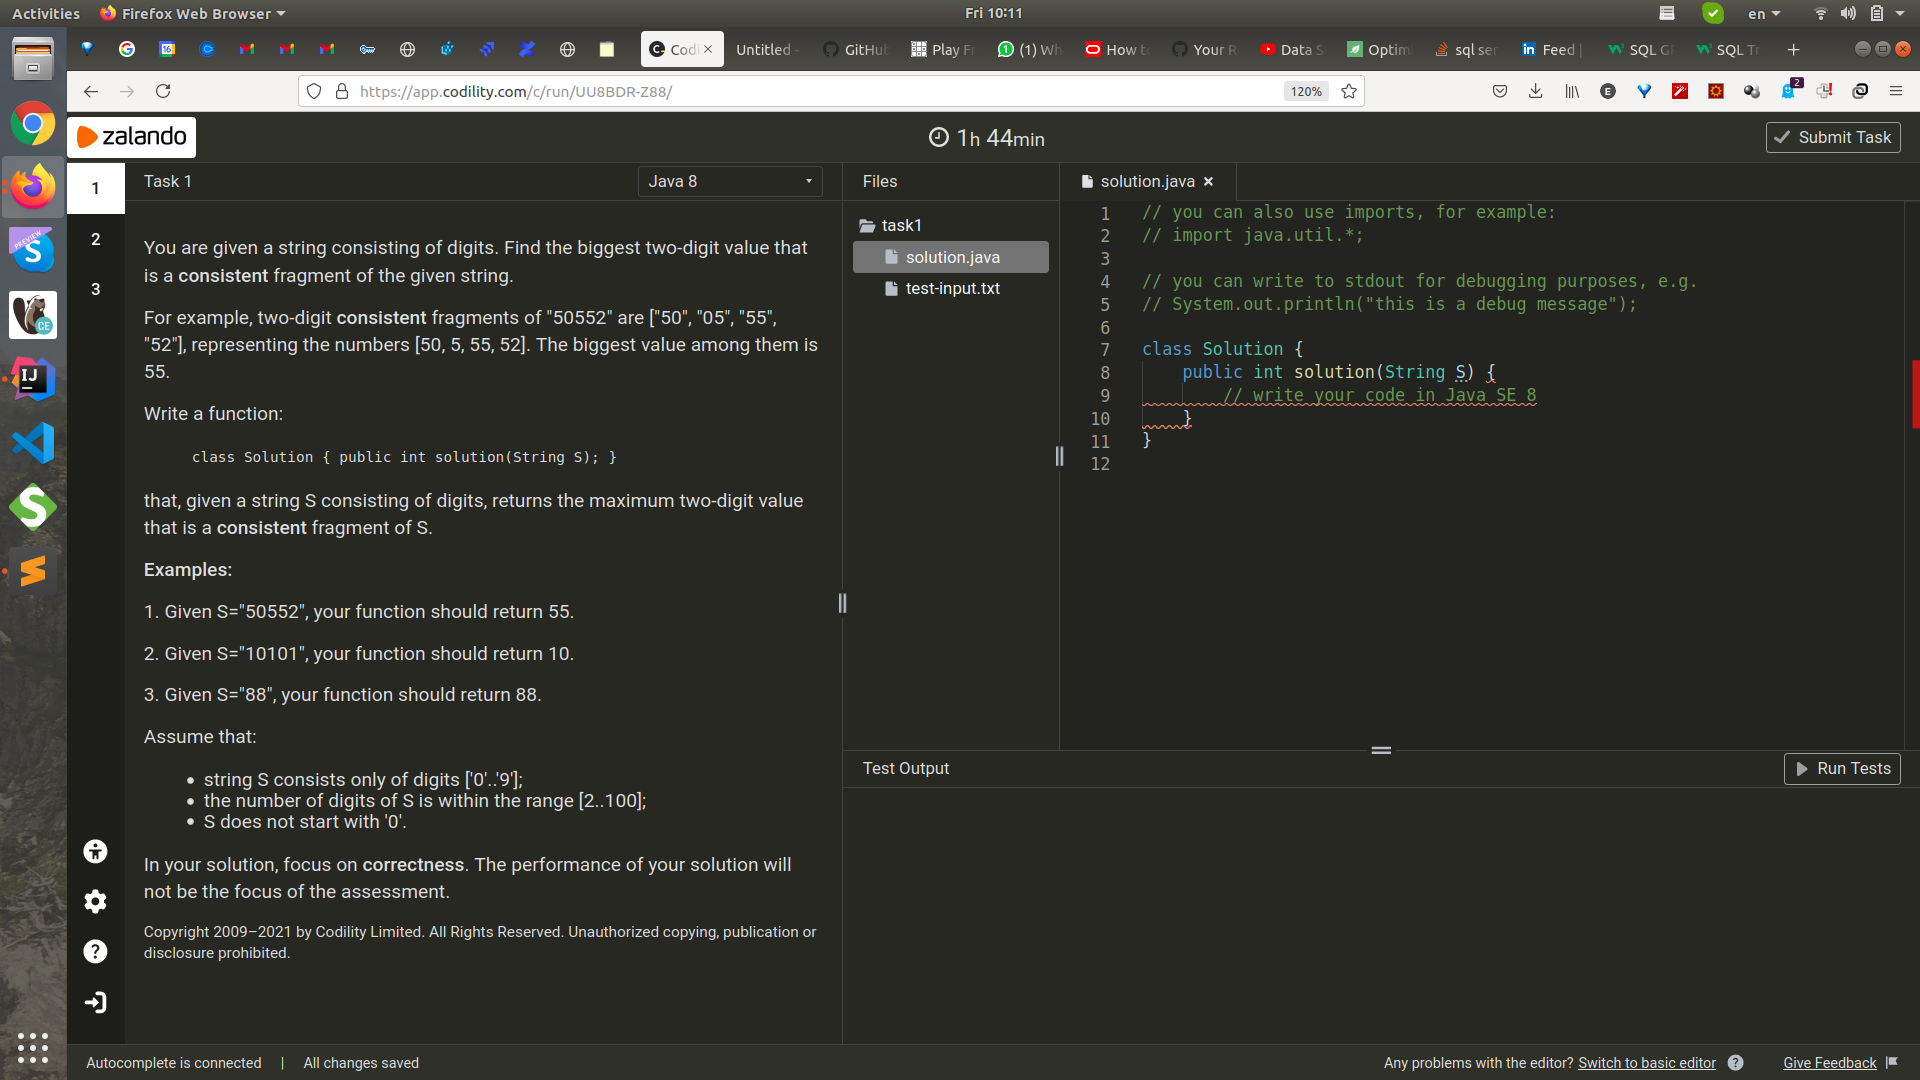 Activities Firefox Web Browser Fri 10:11 en
Codi Untitled - GitHub Play Fr (1) Wh How to Your R Data S Optim sql ser Feed | SQL GR SQL Tr
https://app.codility.com/c/run/UU8BDR-Z88/ 120%
zalando 1h 44min Submit Task
1 Task 1 Java 8 Files solution.java
2
3
You are given a string consisting of digits. Find the biggest two-digit value that
is a consistent fragment of the given string.
For example, two-digit consistent fragments of "50552" are ["50", "05", "55",
"52"], representing the numbers [50, 5, 55, 52]. The biggest value among them is
55.
Write a function:
class Solution { public int solution(String S); }
that, given a string S consisting of digits, returns the maximum two-digit value
that is a consistent fragment of S.
Examples:
1. Given S="50552", your function should return 55.
2. Given S="10101", your function should return 10.
3. Given S="88", your function should return 88.
Assume that:
string S consists only of digits ['0'..'9'];
the number of digits of S is within the range [2..100];
S does not start with '0'.
In your solution, focus on correctness. The performance of your solution will
not be the focus of the assessment.
Copyright 2009–2021 by Codility Limited. All Rights Reserved. Unauthorized copying, publication or
disclosure prohibited.
task1
solution.java
test-input.txt
1 // you can also use imports, for example:
2 // import java.util.*;
3
4 // you can write to stdout for debugging purposes, e.g.
5 // System.out.println("this is a debug message");
6
7 class Solution {
8 public int solution(String S) {
9 // write your code in Java SE 8
10 }
11 }
12
Test Output Run Tests
Autocomplete is connected | All changes saved Any problems with the editor? Switch to basic editor Give Feedback